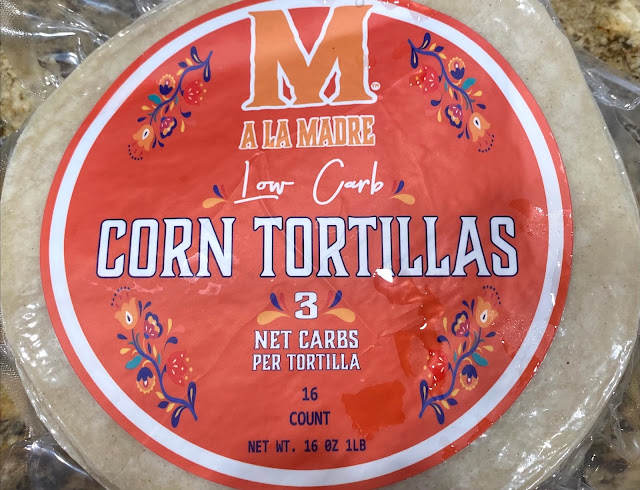 M
A LA MADRE
Low Carb
CORN TORTILLAS
3
NET CARBS
PER TORTILLA
16
COUNT
NET WT. 16 OZ 1LB